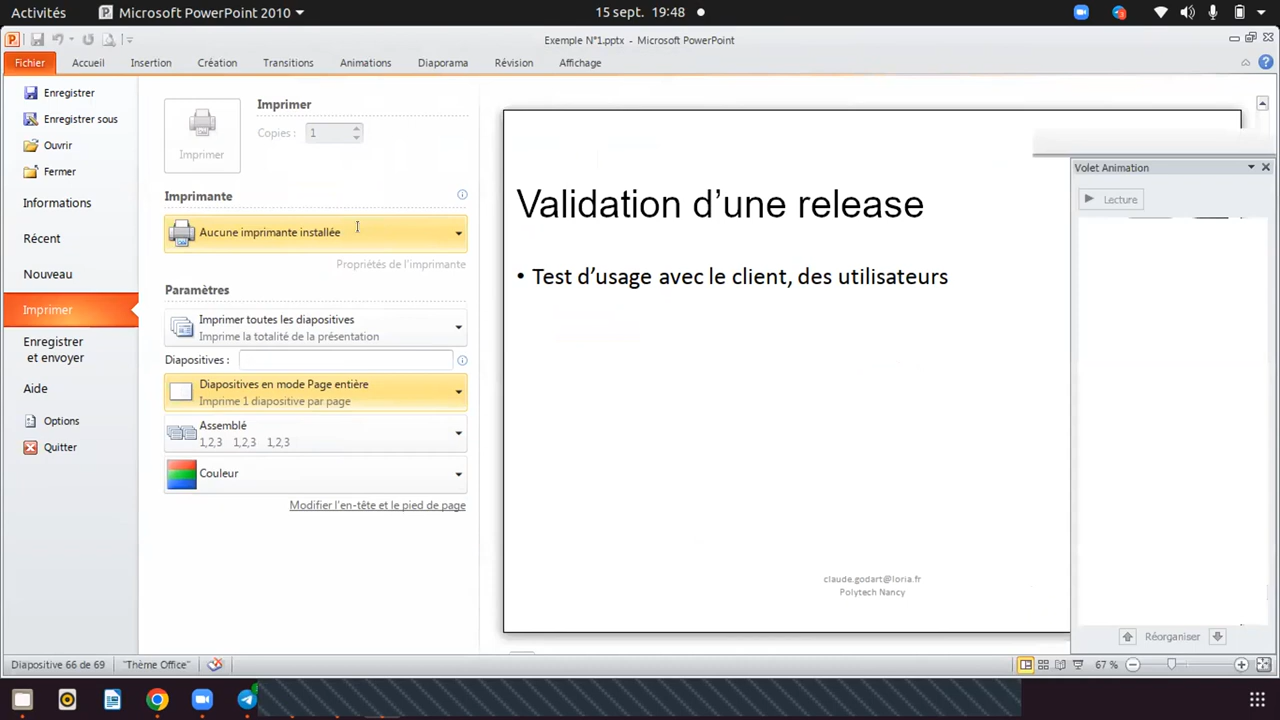 Activités
Microsoft PowerPoint 2010
15 sept. 19:48
Exemple N°1.pptx - Microsoft PowerPoint
Fichier
Accueil
Insertion
Création
Transitions
Animations
Diaporama
Révision
Affichage
Enregistrer
Enregistrer sous
Ouvrir
Fermer
Informations
Récent
Nouveau
Imprimer
Enregistrer
et envoyer
Aide
Options
Quitter
Imprimer
Imprimer
Copies :
1
Imprimante
Aucune imprimante installée
Propriétés de l'imprimante
Paramètres
Imprimer toutes les diapositives
Imprime la totalité de la présentation
Diapositives :
Diapositives en mode Page entière
Imprime 1 diapositive par page
Assemblé
1,2,3 1,2,3 1,2,3
Couleur
Modifier l'en-tête et le pied de page
Validation d’une release
• Test d’usage avec le client, des utilisateurs
claude.godart@loria.fr
Polytech Nancy
Volet Animation
Lecture
Réorganiser
Diapositive 66 de 69
"Thème Office"
67 %